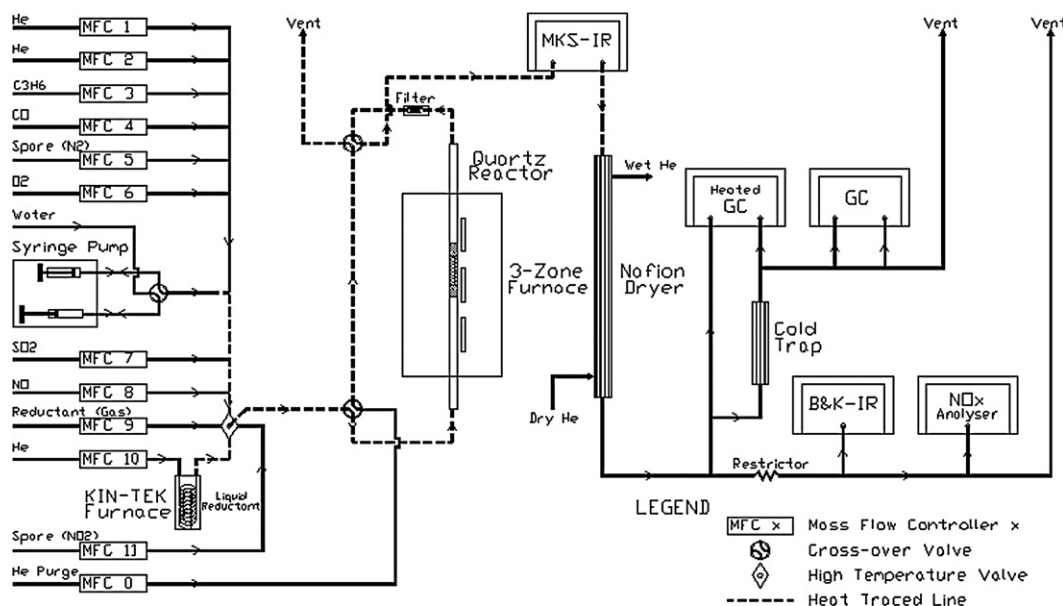 He
MFC 1
He
MFC 2
C3H6
MFC 3
CO
MFC 4
Spare (N2)
MFC 5
O2
MFC 6
Water
Syringe Pump
SO2
MFC 7
NO
MFC 8
Reductant (Gas)
MFC 9
He
MFC 10
KIN-TEK
Furnace
Liquid
Reductant
Spare (NO2)
MFC 11
He Purge
MFC 0
Vent
Filter
Quartz
Reactor
3-Zone
Furnace
MKS-IR
Wet He
Nafion
Dryer
Dry He
Heated
GC
GC
Vent
Vent
Cold
Trap
B&K-IR
NOx
Analyser
Restrictor
LEGEND
MFC x Mass Flow Controller x
Cross-over Valve
High Temperature Valve
Heat Traced Line